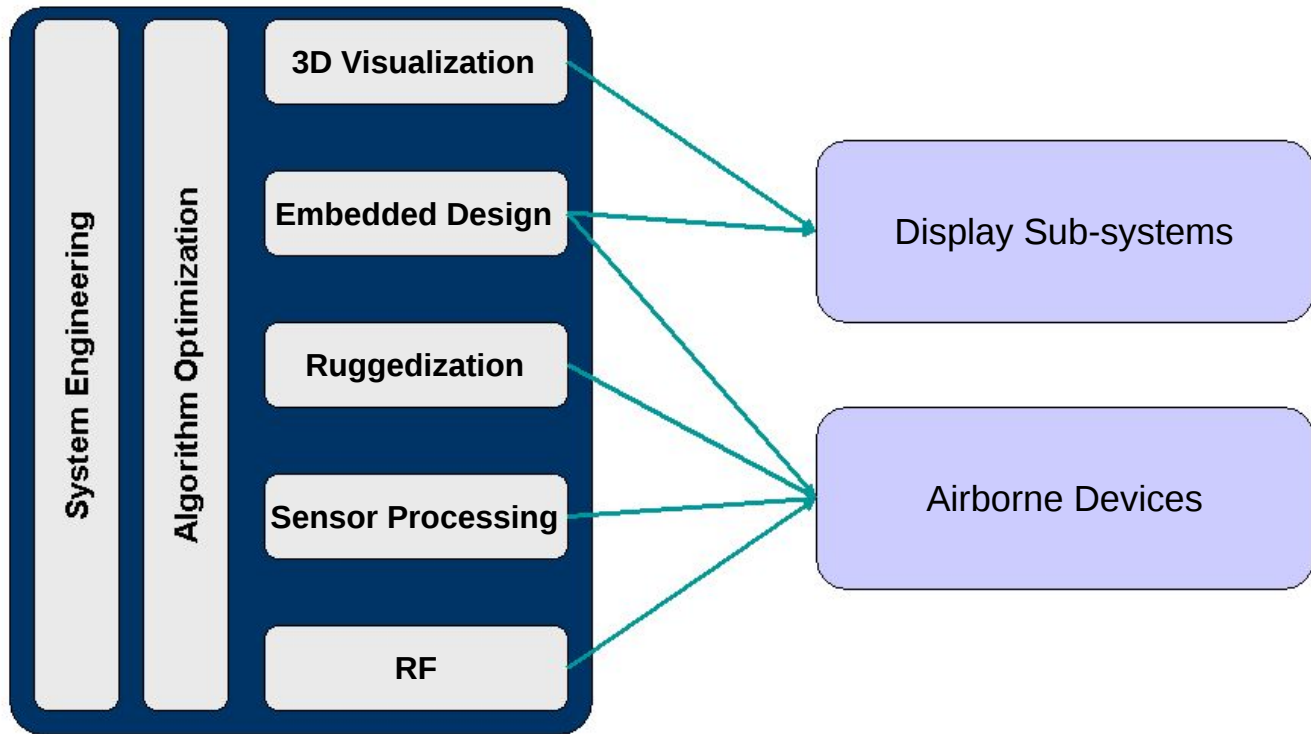 System Engineering
Algorithm Optimization
3D Visualization
Embedded Design
Ruggedization
Sensor Processing
RF
Display Sub-systems
Airborne Devices